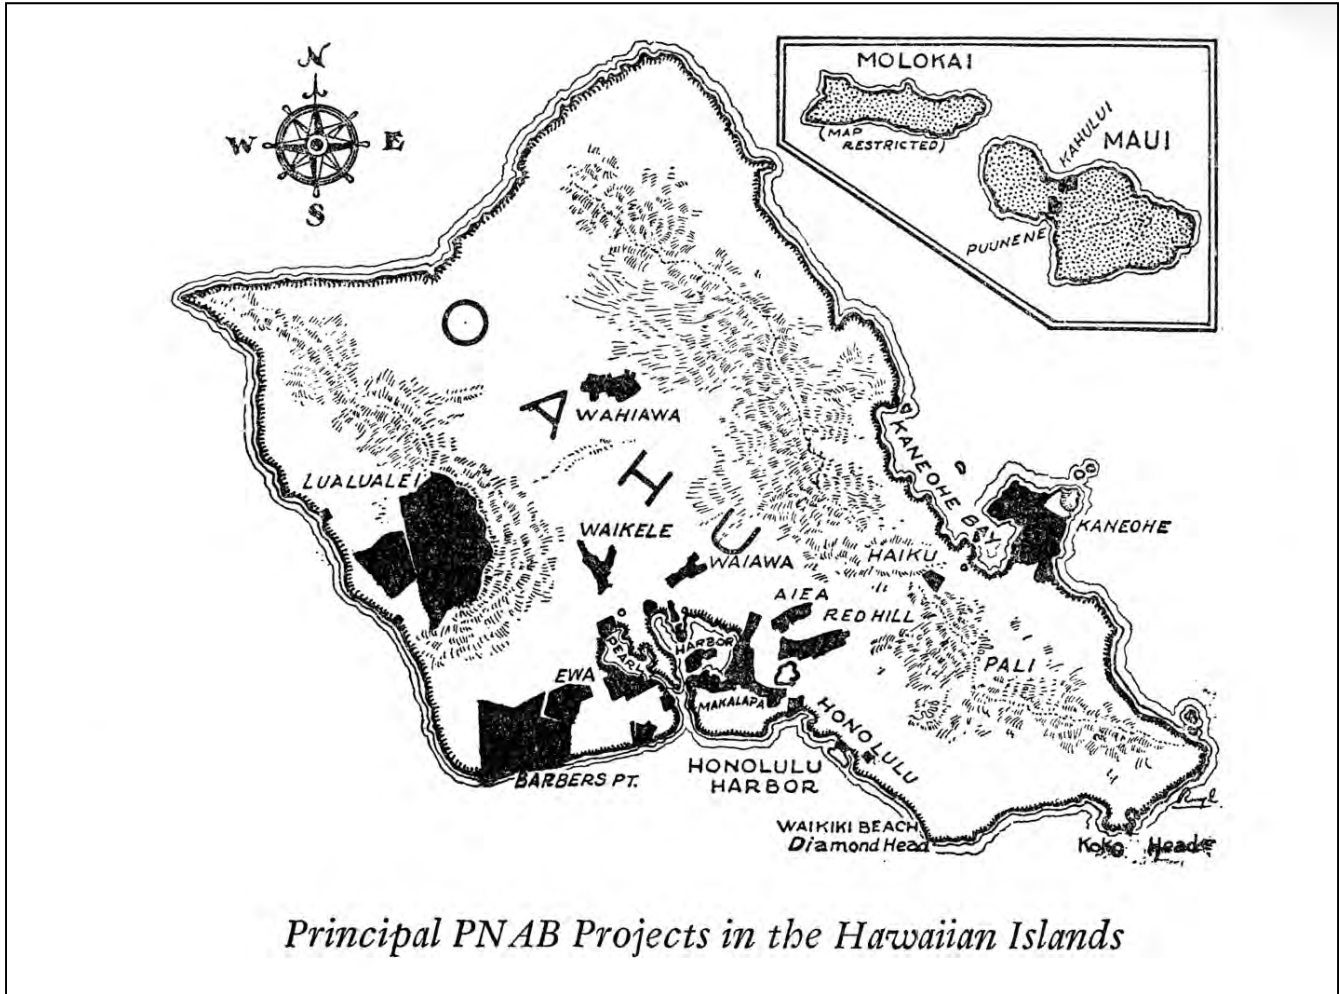 N
W E
S
MOLOKAI
(MAP
RESTRICTED)
KAHULUI
MAUI
PUUNENE
OAHU
WAHIAWA
LUALUALEI
WAIKELE
WAIAWA
KANEOHE BAY
KANEOHE
HAIKU
AIEA
RED HILL
PEARL
HARBOR
PALI
EWA
MAKALAPA
HONOLULU
BARBERS PT.
HONOLULU
HARBOR
WAIKIKI BEACH
Diamond Head
Koko Head
Principal PNAB Projects in the Hawaiian Islands